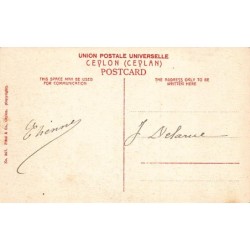 UNION POSTALE UNIVERSELLE
CEYLON (CEYLAN)
POSTCARD
THIS SPACE MAY BE USED
FOR COMMUNICATION
THE ADDRESS ONLY TO BE
WRITTEN HERE
Etienne
J Delarue